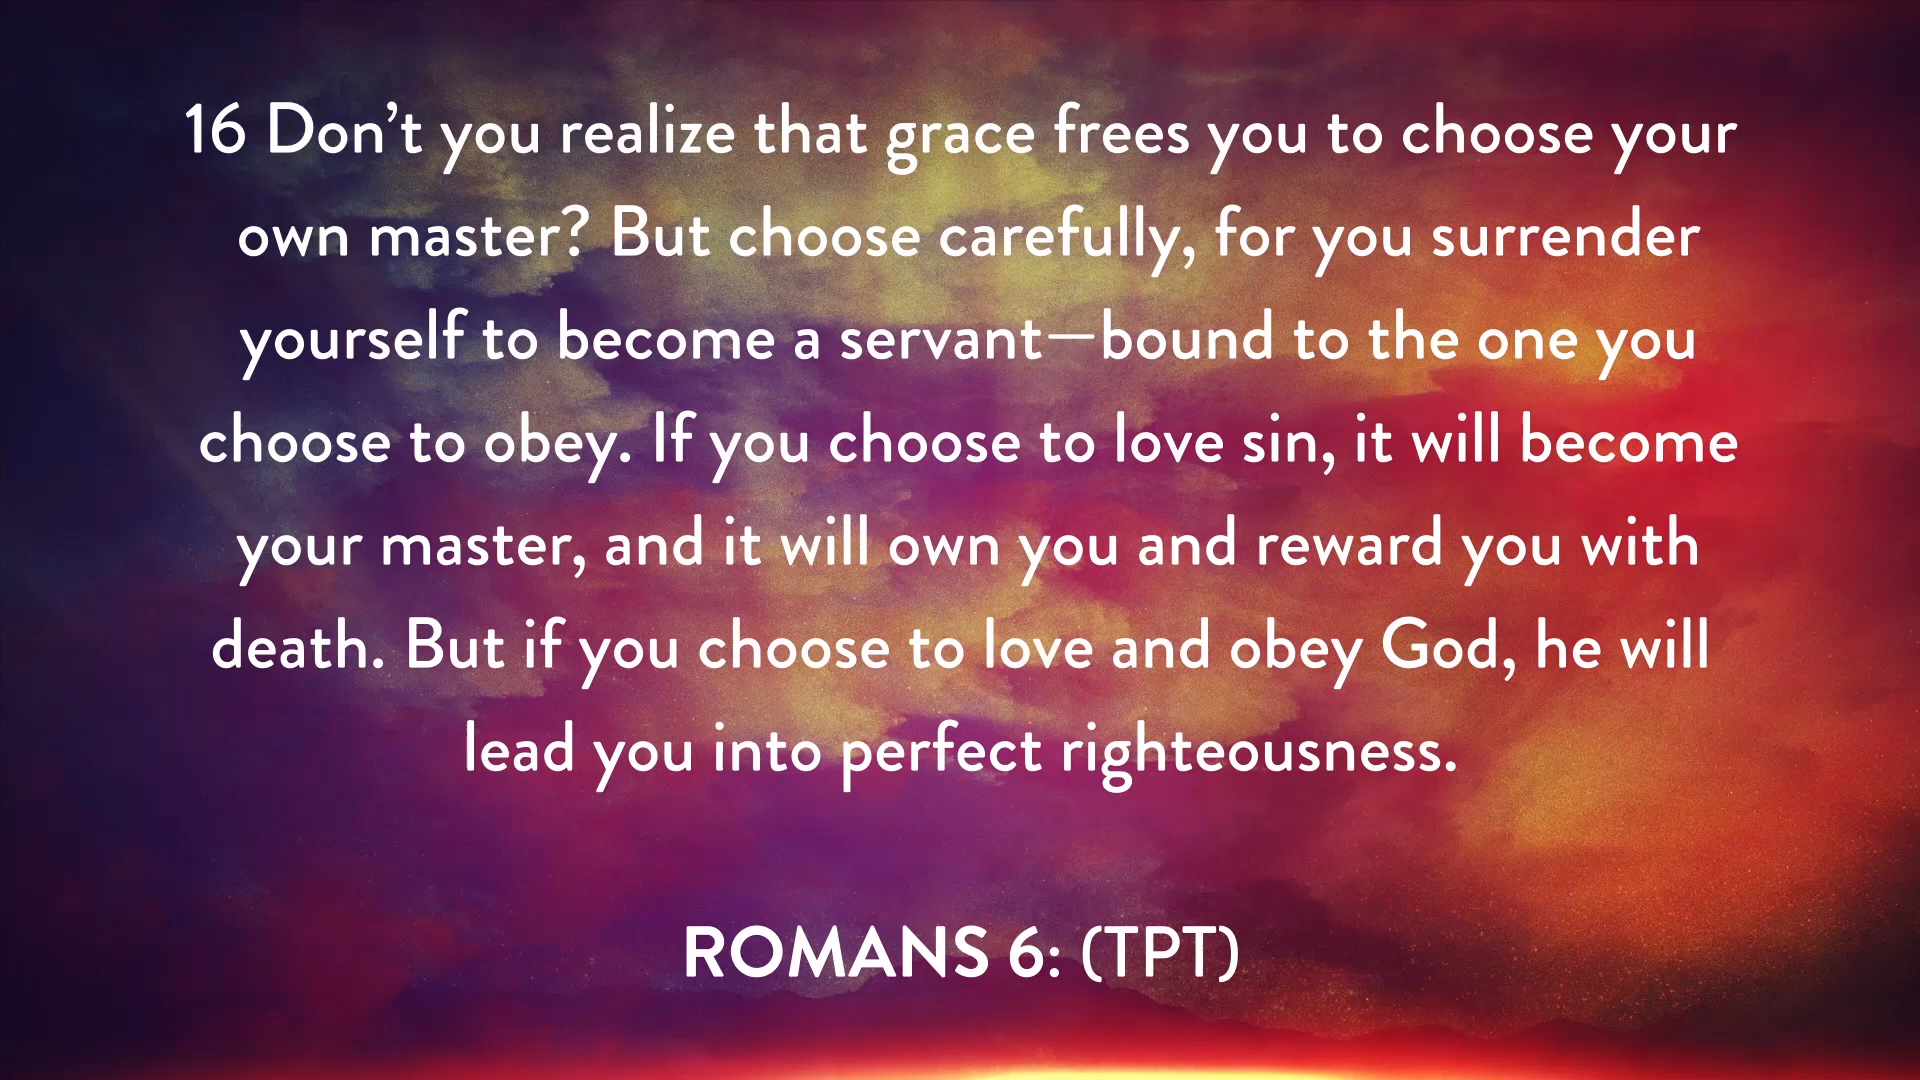 16 Don’t you realize that grace frees you to choose your
own master? But choose carefully, for you surrender
yourself to become a servant—bound to the one you
choose to obey. If you choose to love sin, it will become
your master, and it will own you and reward you with
death. But if you choose to love and obey God, he will
lead you into perfect righteousness.
ROMANS 6: (TPT)